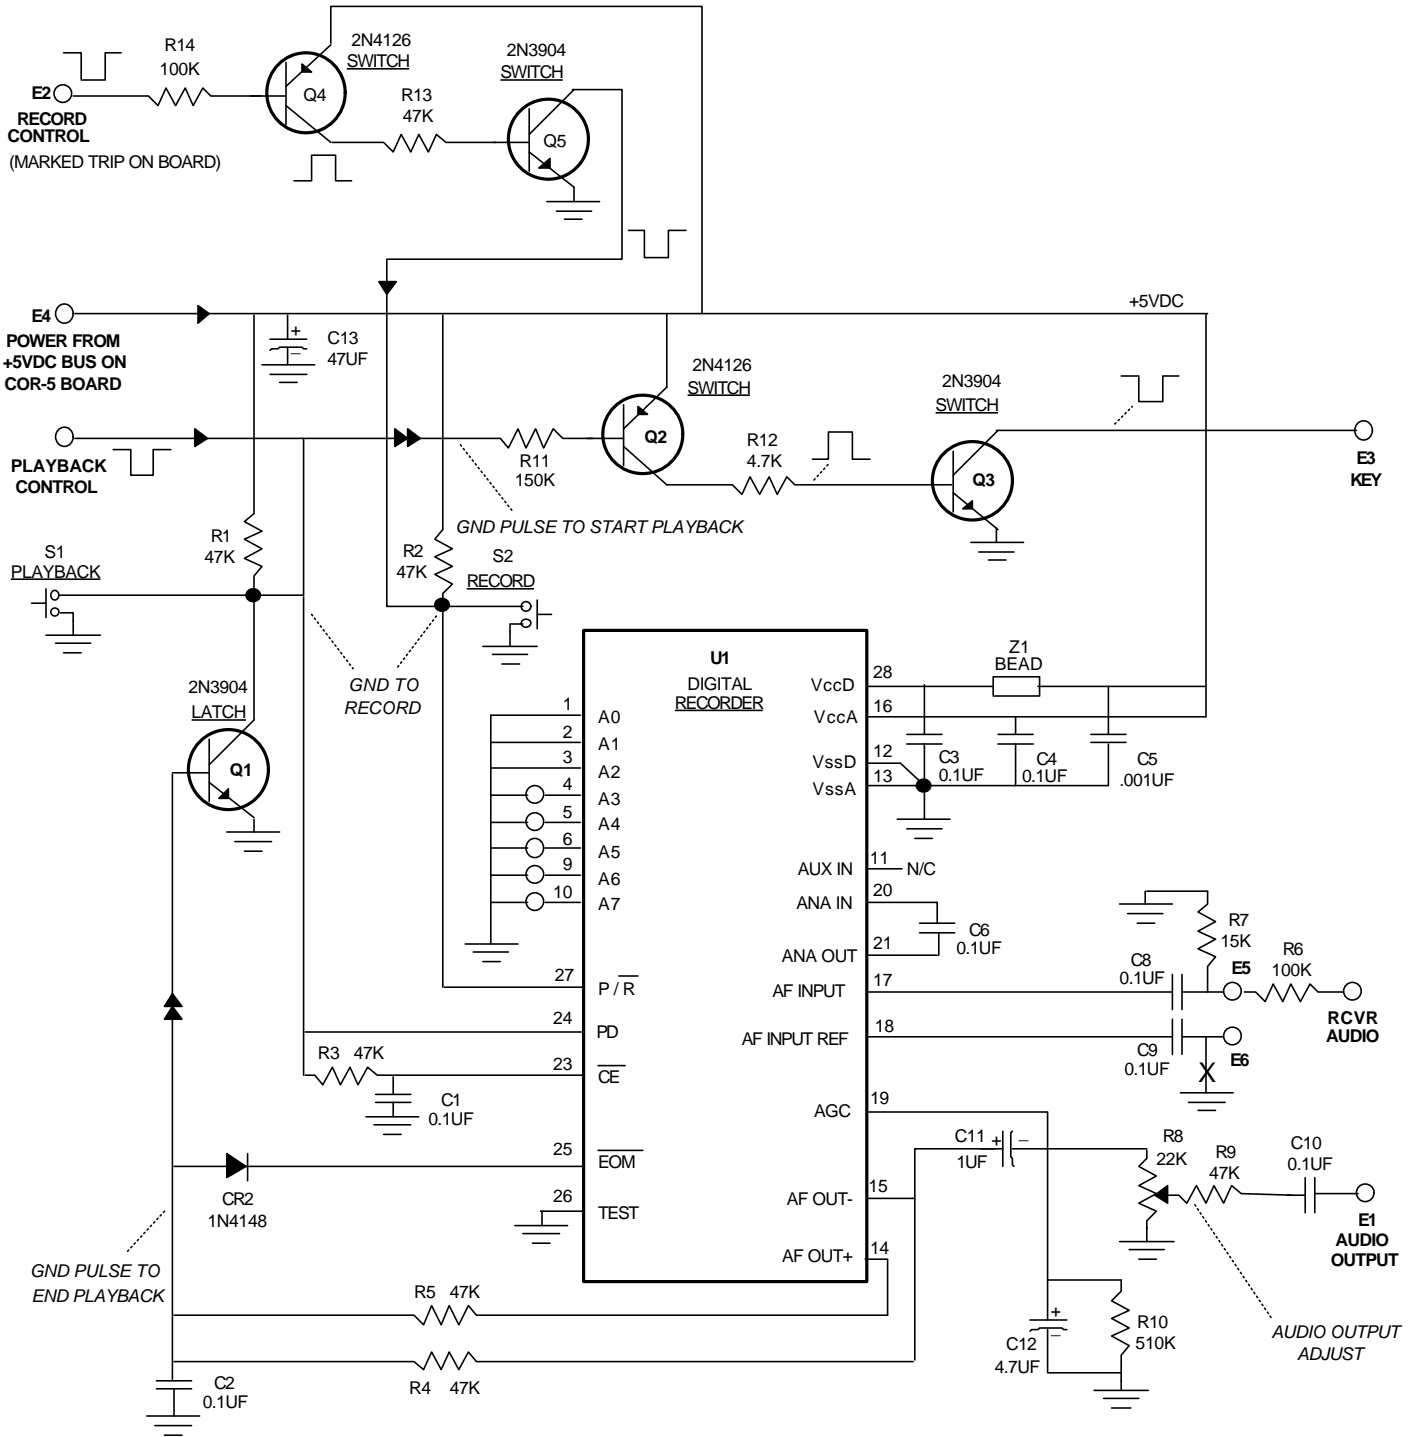 R14
100K
2N4126
SWITCH
2N3904
SWITCH
E2
Q4
R13
47K
RECORD
CONTROL
(MARKED TRIP ON BOARD)
Q5
E4
+5VDC
POWER FROM
+5VDC BUS ON
COR-5 BOARD
+
–
C13
47UF
2N4126
SWITCH
2N3904
SWITCH
PLAYBACK
CONTROL
R11
150K
Q2
R12
4.7K
Q3
E3
KEY
GND PULSE TO START PLAYBACK
R1
47K
R2
47K
S1
PLAYBACK
S2
RECORD
GND TO
RECORD
2N3904
LATCH
Q1
U1
DIGITAL
RECORDER
Z1
BEAD
VccD
28
VccA
16
VssD
12
VssA
13
C3
0.1UF
C4
0.1UF
C5
.001UF
1
A0
2
A1
3
A2
4
A3
5
A4
6
A5
9
A6
10
A7
AUX IN
11
N/C
ANA IN
20
ANA OUT
21
C6
0.1UF
R7
15K
C8
0.1UF
E5
R6
100K
27
P / R
AF INPUT
17
RCVR
AUDIO
24
PD
AF INPUT REF
18
C9
0.1UF
E6
X
R3 47K
23
CE
C1
0.1UF
AGC
19
25
EOM
CR2
1N4148
26
TEST
C11
1UF
+
–
R8
22K
R9
47K
C10
0.1UF
AF OUT-
15
E1
AUDIO
OUTPUT
AF OUT+
14
GND PULSE TO
END PLAYBACK
R5 47K
R4 47K
C2
0.1UF
+
–
C12
4.7UF
R10
510K
AUDIO OUTPUT
ADJUST